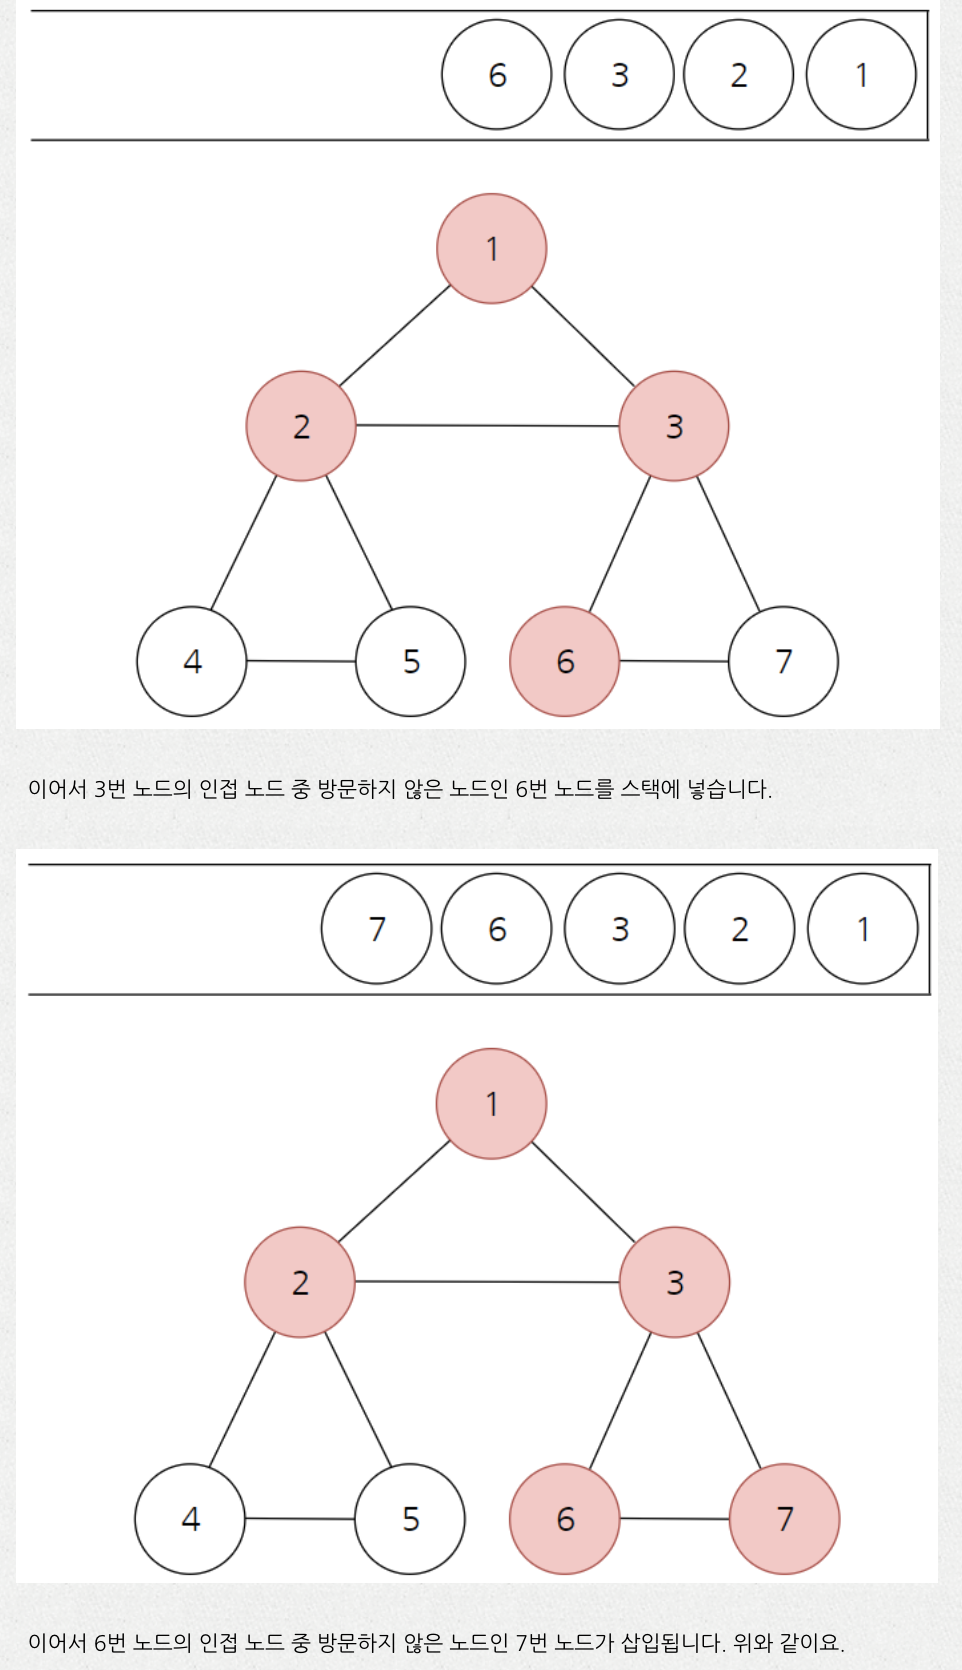 6 3 2 1
1
2 3
4 5 6 7
이어서 3번 노드의 인접 노드 중 방문하지 않은 노드인 6번 노드를 스택에 넣습니다.
7 6 3 2 1
1
2 3
4 5 6 7
이어서 6번 노드의 인접 노드 중 방문하지 않은 노드인 7번 노드가 삽입됩니다. 위와 같이요.